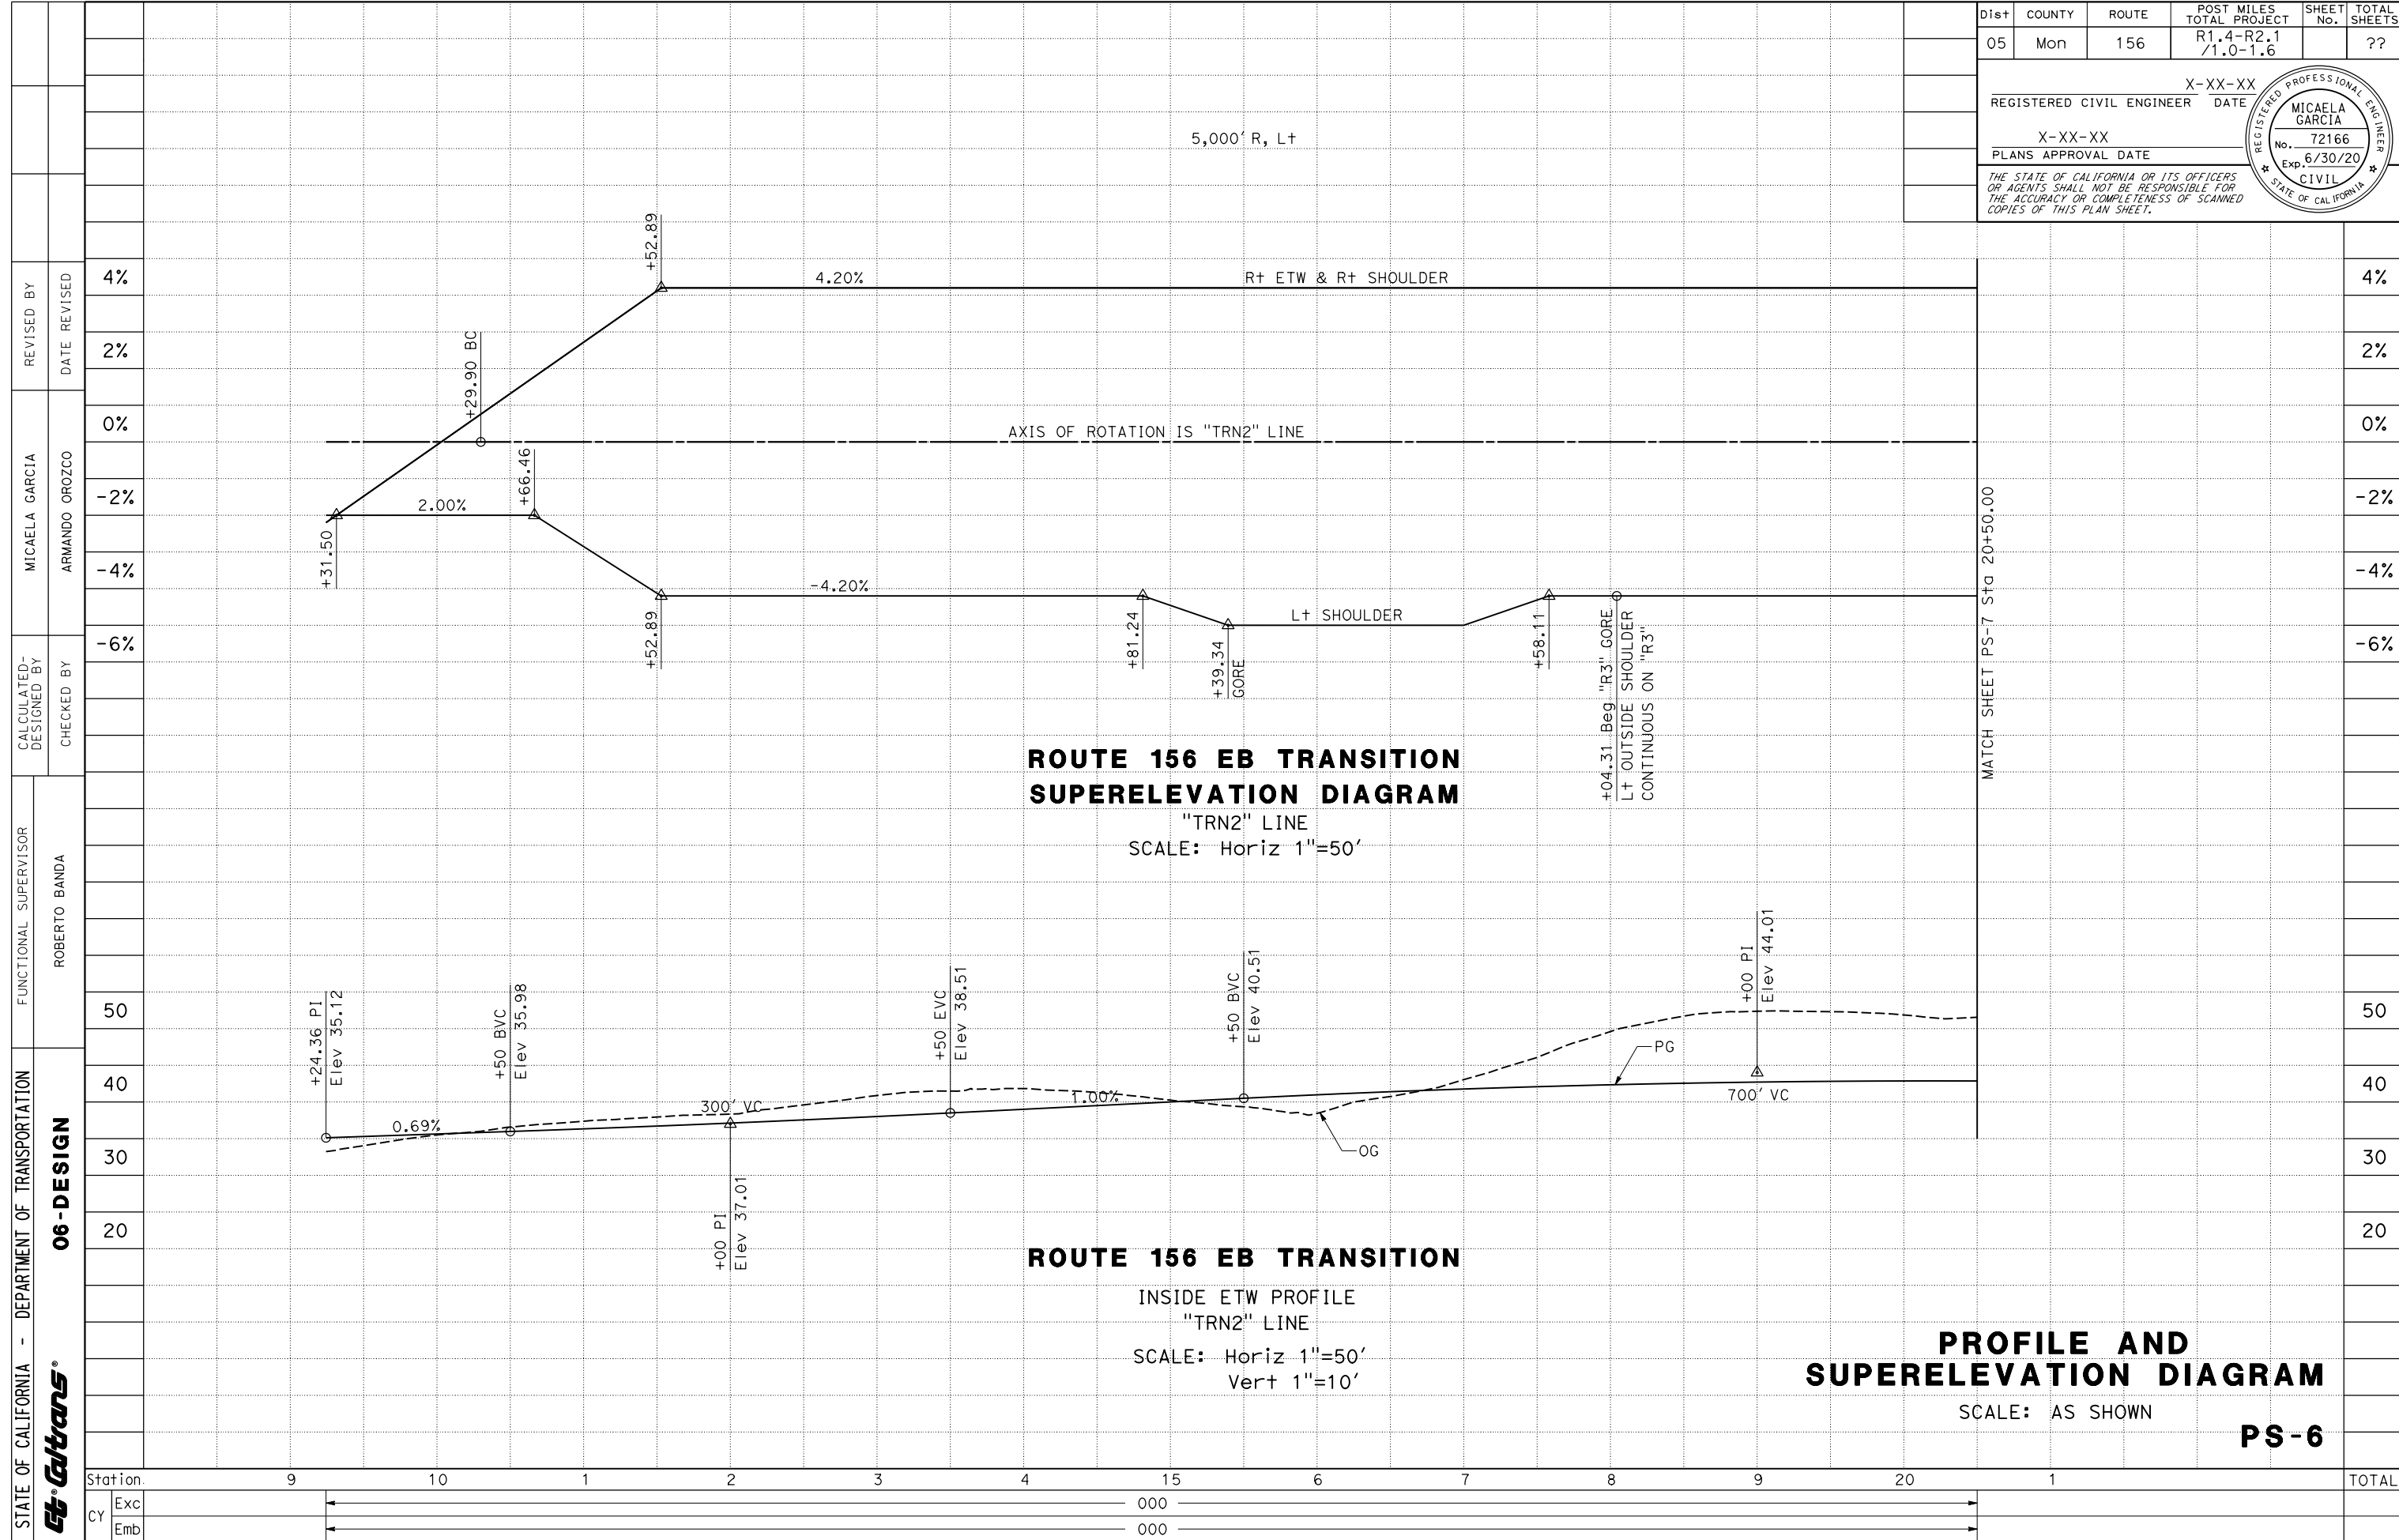 Dist COUNTY ROUTE POST MILES TOTAL PROJECT SHEET No. TOTAL SHEETS
05 Mon 156 R1.4-R2.1 /1.0-1.6 ??
X-XX-XX
REGISTERED CIVIL ENGINEER DATE
X-XX-XX
PLANS APPROVAL DATE
THE STATE OF CALIFORNIA OR ITS OFFICERS
OR AGENTS SHALL NOT BE RESPONSIBLE FOR
THE ACCURACY OR COMPLETENESS OF SCANNED
COPIES OF THIS PLAN SHEET.
REGISTERED PROFESSIONAL ENGINEER
MICAELA
GARCIA
No. 72166
Exp. 6/30/20
CIVIL
STATE OF CALIFORNIA
REVISED BY
DATE REVISED
MICAELA GARCIA
ARMANDO OROZCO
CALCULATED-
DESIGNED BY
CHECKED BY
FUNCTIONAL SUPERVISOR
ROBERTO BANDA
STATE OF CALIFORNIA - DEPARTMENT OF TRANSPORTATION
06-DESIGN
Caltrans
5,000' R, Lt
4%
2%
0%
-2%
-4%
-6%
4%
2%
0%
-2%
-4%
-6%
+52.89
4.20%
Rt ETW & Rt SHOULDER
+29.90 BC
AXIS OF ROTATION IS "TRN2" LINE
+66.46
2.00%
+31.50
-4.20%
+52.89
+81.24
+39.34
GORE
Lt SHOULDER
+58.11
+04.31 Beg "R3" GORE
Lt OUTSIDE SHOULDER
CONTINUOUS ON "R3"
MATCH SHEET PS-7 Sta 20+50.00
ROUTE 156 EB TRANSITION
SUPERELEVATION DIAGRAM
"TRN2" LINE
SCALE: Horiz 1"=50'
50
40
30
20
50
40
30
20
+24.36 PI
Elev 35.12
+50 BVC
Elev 35.98
+50 EVC
Elev 38.51
+50 BVC
Elev 40.51
+00 PI
Elev 44.01
0.69%
300' VC
1.00%
PG
700' VC
OG
+00 PI
Elev 37.01
ROUTE 156 EB TRANSITION
INSIDE ETW PROFILE
"TRN2" LINE
SCALE: Horiz 1"=50'
Vert 1"=10'
PROFILE AND
SUPERELEVATION DIAGRAM
SCALE: AS SHOWN
PS-6
Station 9 10 1 2 3 4 15 6 7 8 9 20 1 TOTAL
CY
Exc 000
Emb 000